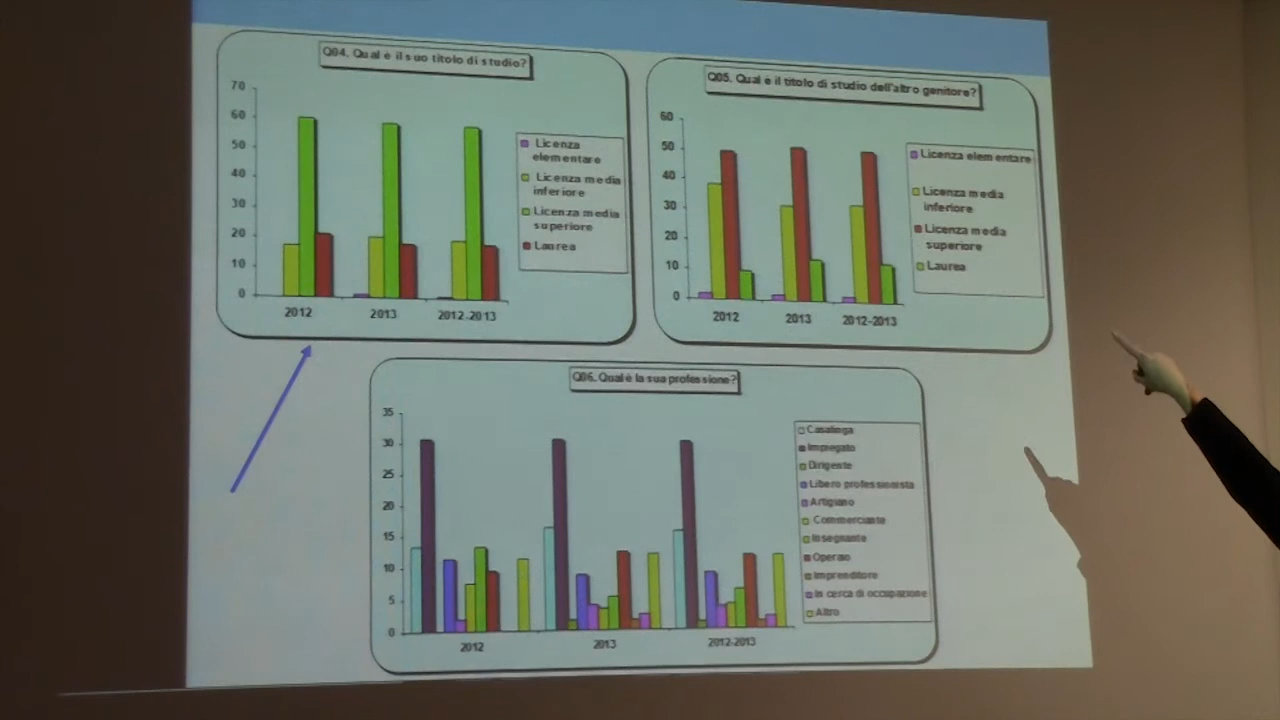 Q04. Qual è il suo titolo di studio?
70
60
50
40
30
20
10
0
2012
2013
2012-2013
Licenza
elementare
Licenza media
inferiore
Licenza media
superiore
Laurea
Q05. Qual e il titolo di studio dell'altro genitore?
60
50
40
30
20
10
0
2012
2013
2012-2013
Licenza elementare
Licenza media
inferiore
Licenza media
superiore
Laurea
Q06. Qual è la sua professione?
35
30
25
20
15
10
5
0
2012
2013
2012-2013
Casalinga
Impiegato
Dirigente
Libero professionista
Artigiano
Commerciante
Insegnante
Operaio
Imprenditore
In cerca di occupazione
Altro